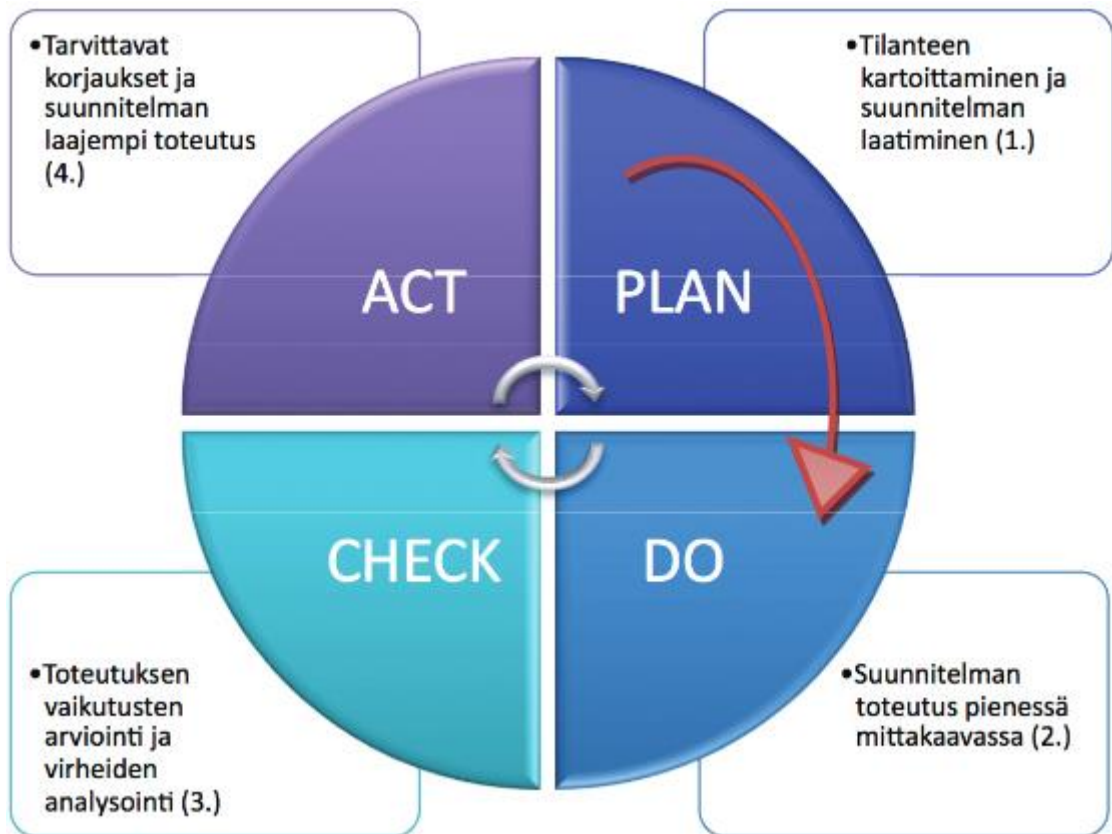 •Tarvittavat
korjaukset ja
suunnitelman
laajempi toteutus
(4.)
•Tilanteen
kartoittaminen ja
suunnitelman
laatiminen (1.)
ACT
PLAN
CHECK
DO
•Toteutuksen
vaikutusten
arviointi ja
virheiden
analysointi (3.)
•Suunnitelman
toteutus pienessä
mittakaavassa (2.)